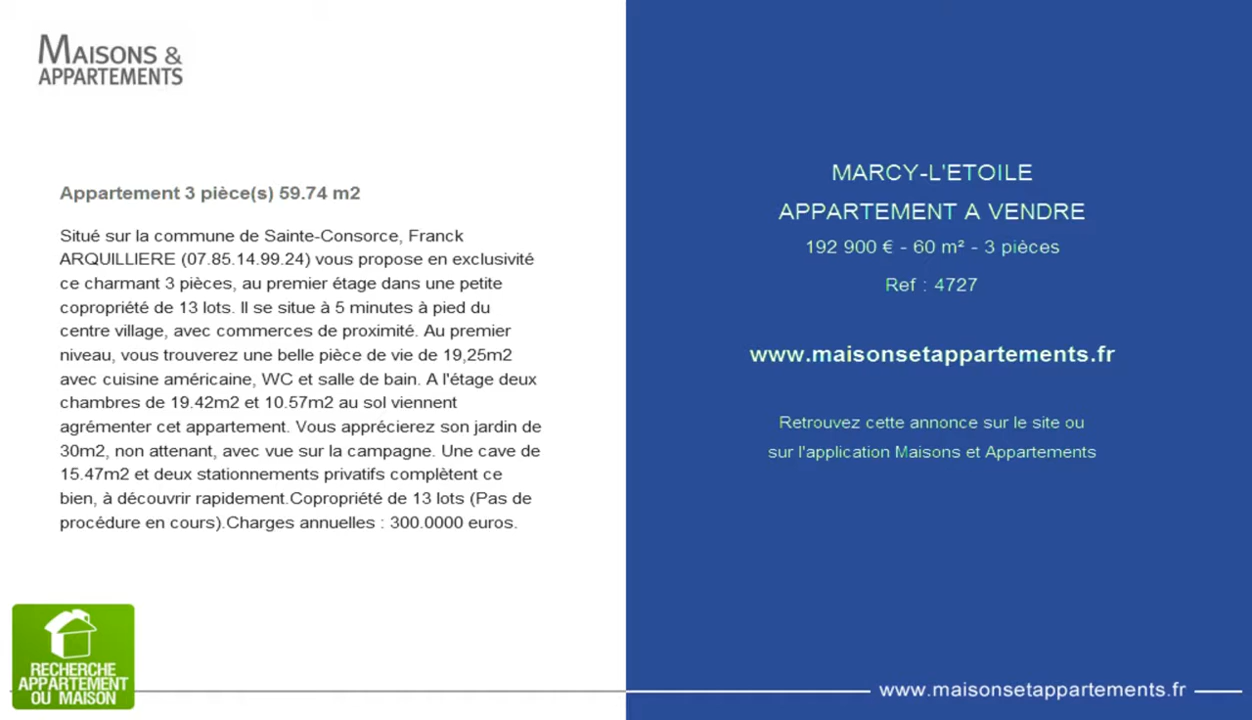 MAISONS &
APPARTEMENTS
Appartement 3 pièce(s) 59.74 m2
Situé sur la commune de Sainte-Consorce, Franck
ARQUILLIERE (07.85.14.99.24) vous propose en exclusivité
ce charmant 3 pièces, au premier étage dans une petite
copropriété de 13 lots. Il se situe à 5 minutes à pied du
centre village, avec commerces de proximité. Au premier
niveau, vous trouverez une belle pièce de vie de 19,25m2
avec cuisine américaine, WC et salle de bain. A l'étage deux
chambres de 19.42m2 et 10.57m2 au sol viennent
agrémenter cet appartement. Vous apprécierez son jardin de
30m2, non attenant, avec vue sur la campagne. Une cave de
15.47m2 et deux stationnements privatifs complètent ce
bien, à découvrir rapidement.Copropriété de 13 lots (Pas de
procédure en cours).Charges annuelles : 300.0000 euros.
RECHERCHE
APPARTEMENT
OU MAISON
MARCY-L'ETOILE
APPARTEMENT A VENDRE
192 900 € - 60 m² - 3 pièces
Ref : 4727
www.maisonsetappartements.fr
Retrouvez cette annonce sur le site ou
sur l'application Maisons et Appartements
www.maisonsetappartements.fr